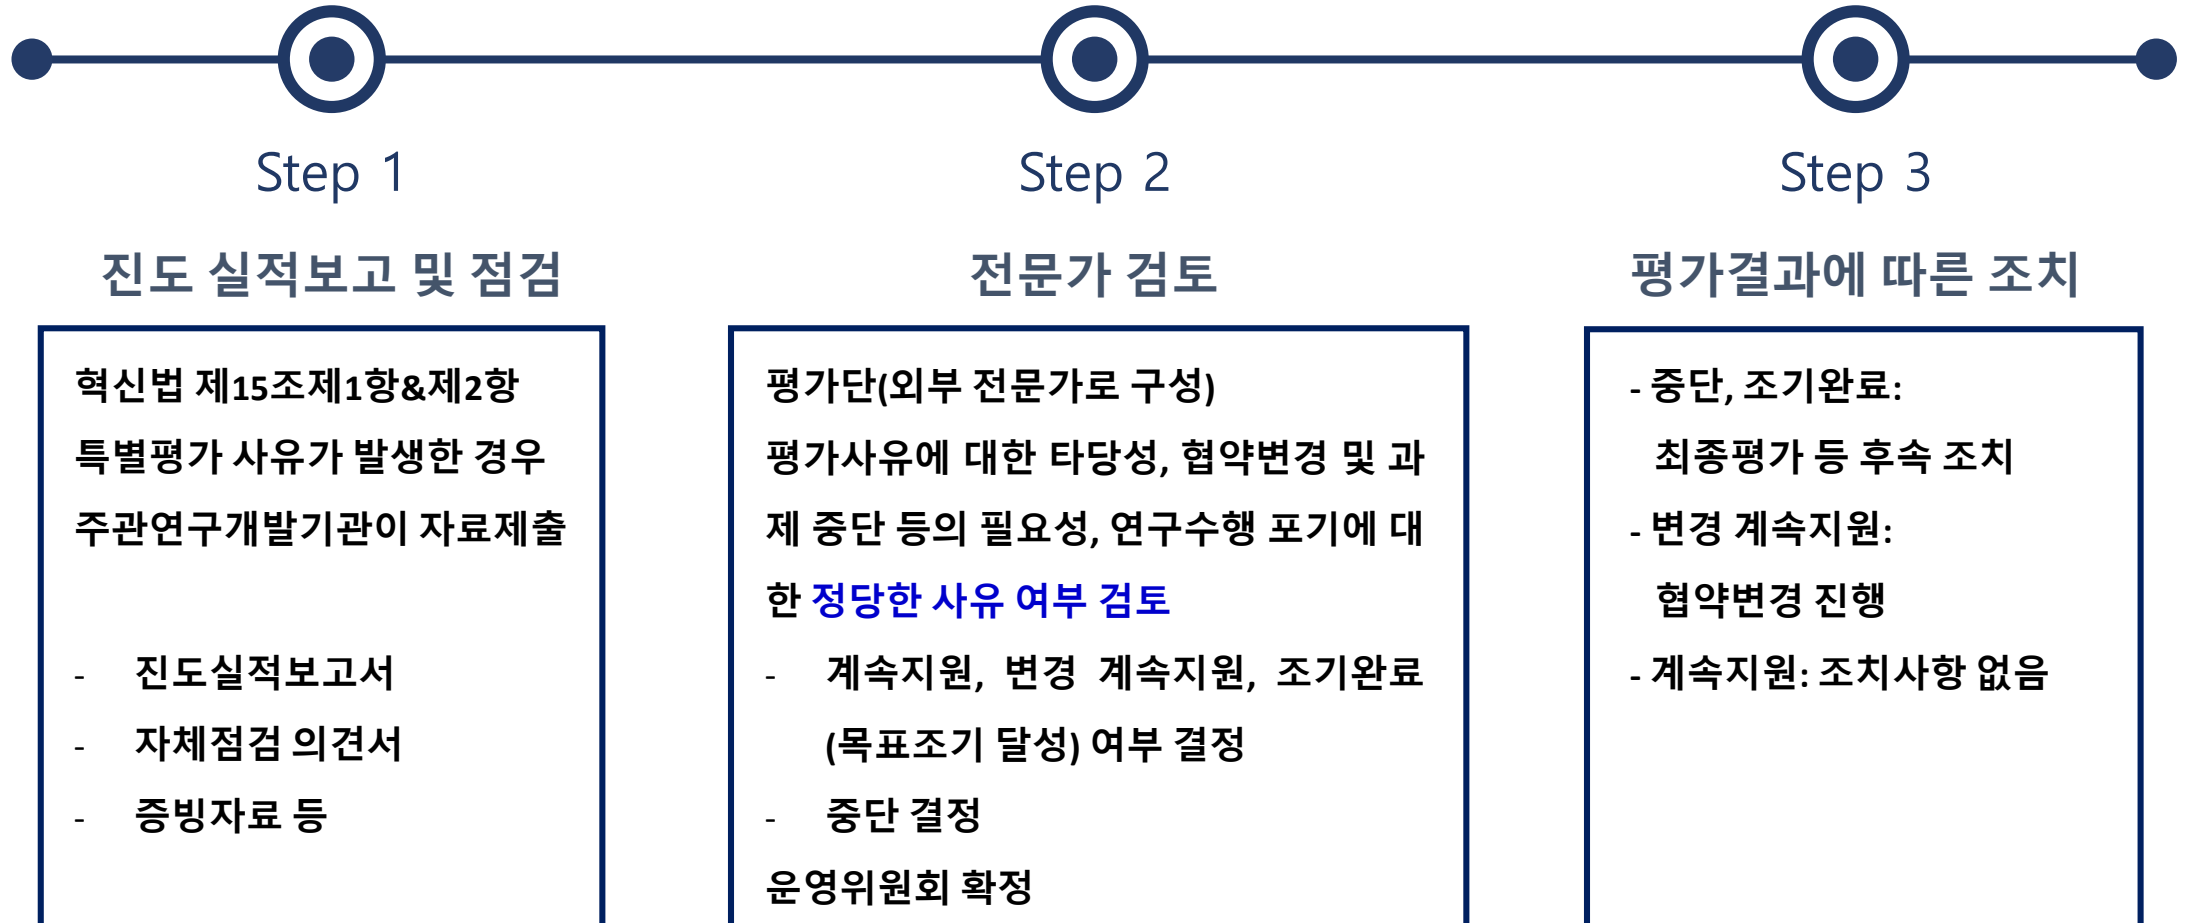 Step 1
진도 실적보고 및 점검
혁신법 제15조제1항&제2항
특별평가 사유가 발생한 경우
주관연구개발기관이 자료제출
- 진도실적보고서
- 자체점검 의견서
- 증빙자료 등
Step 2
전문가 검토
평가단(외부 전문가로 구성)
평가사유에 대한 타당성, 협약변경 및 과
제 중단 등의 필요성, 연구수행 포기에 대
한 정당한 사유 여부 검토
- 계속지원, 변경 계속지원, 조기완료
(목표조기 달성) 여부 결정
- 중단 결정
운영위원회 확정
Step 3
평가결과에 따른 조치
- 중단, 조기완료:
최종평가 등 후속 조치
- 변경 계속지원:
협약변경 진행
- 계속지원: 조치사항 없음